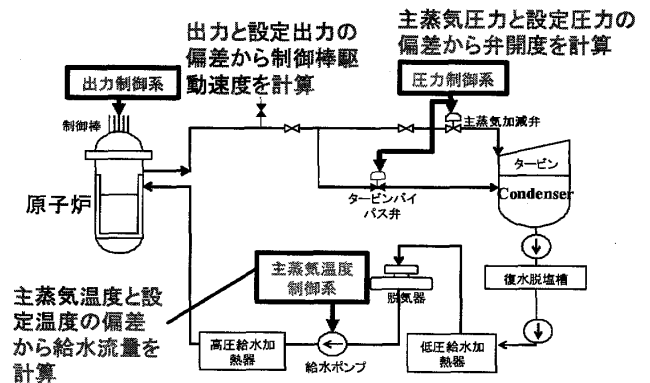 出力と設定出力の
偏差から制御棒駆
動速度を計算
主蒸気圧力と設定圧力の
偏差から弁開度を計算
出力制御系
圧力制御系
制御棒
主蒸気加減弁
原子炉
タービン
Condenser
タービンバイ
パス弁
主蒸気温度
制御系
脱気器
復水脱塩槽
主蒸気温度と設
定温度の偏差
から給水流量を
計算
高圧給水加
熱器
給水ポンプ
低圧給水加
熱器